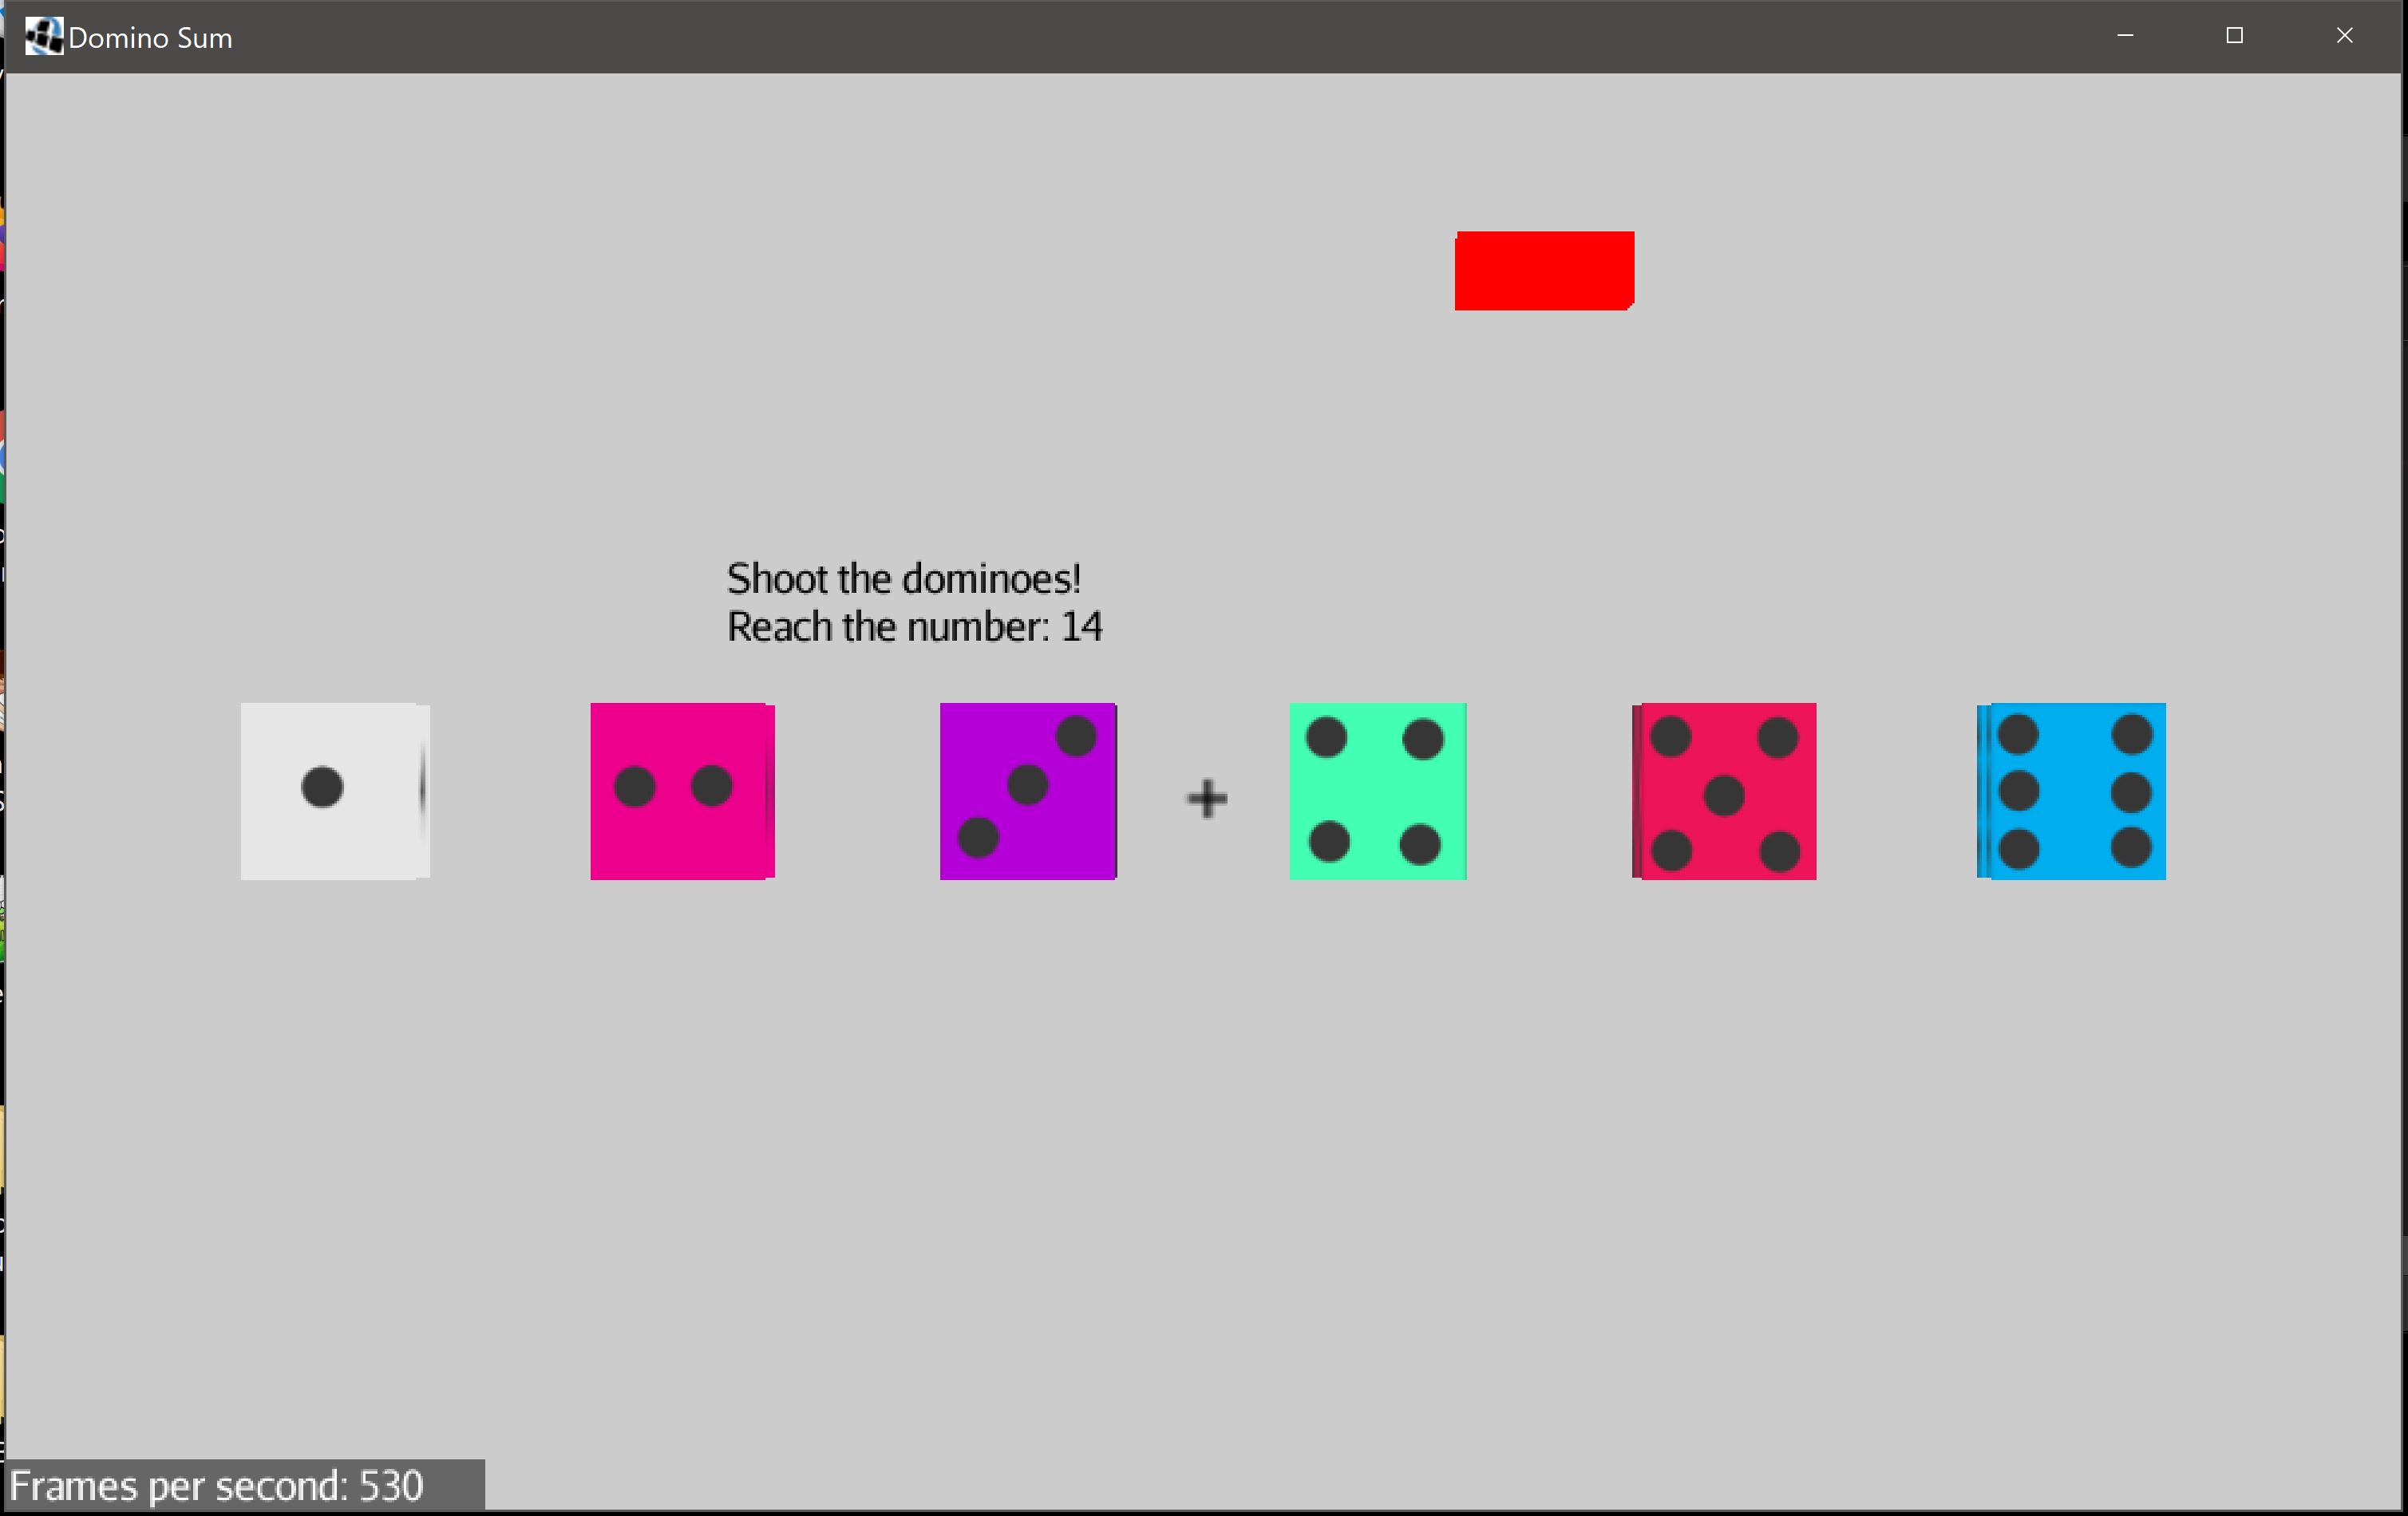 Domino Sum
Shoot the dominoes!
Reach the number: 14
Frames per second: 530